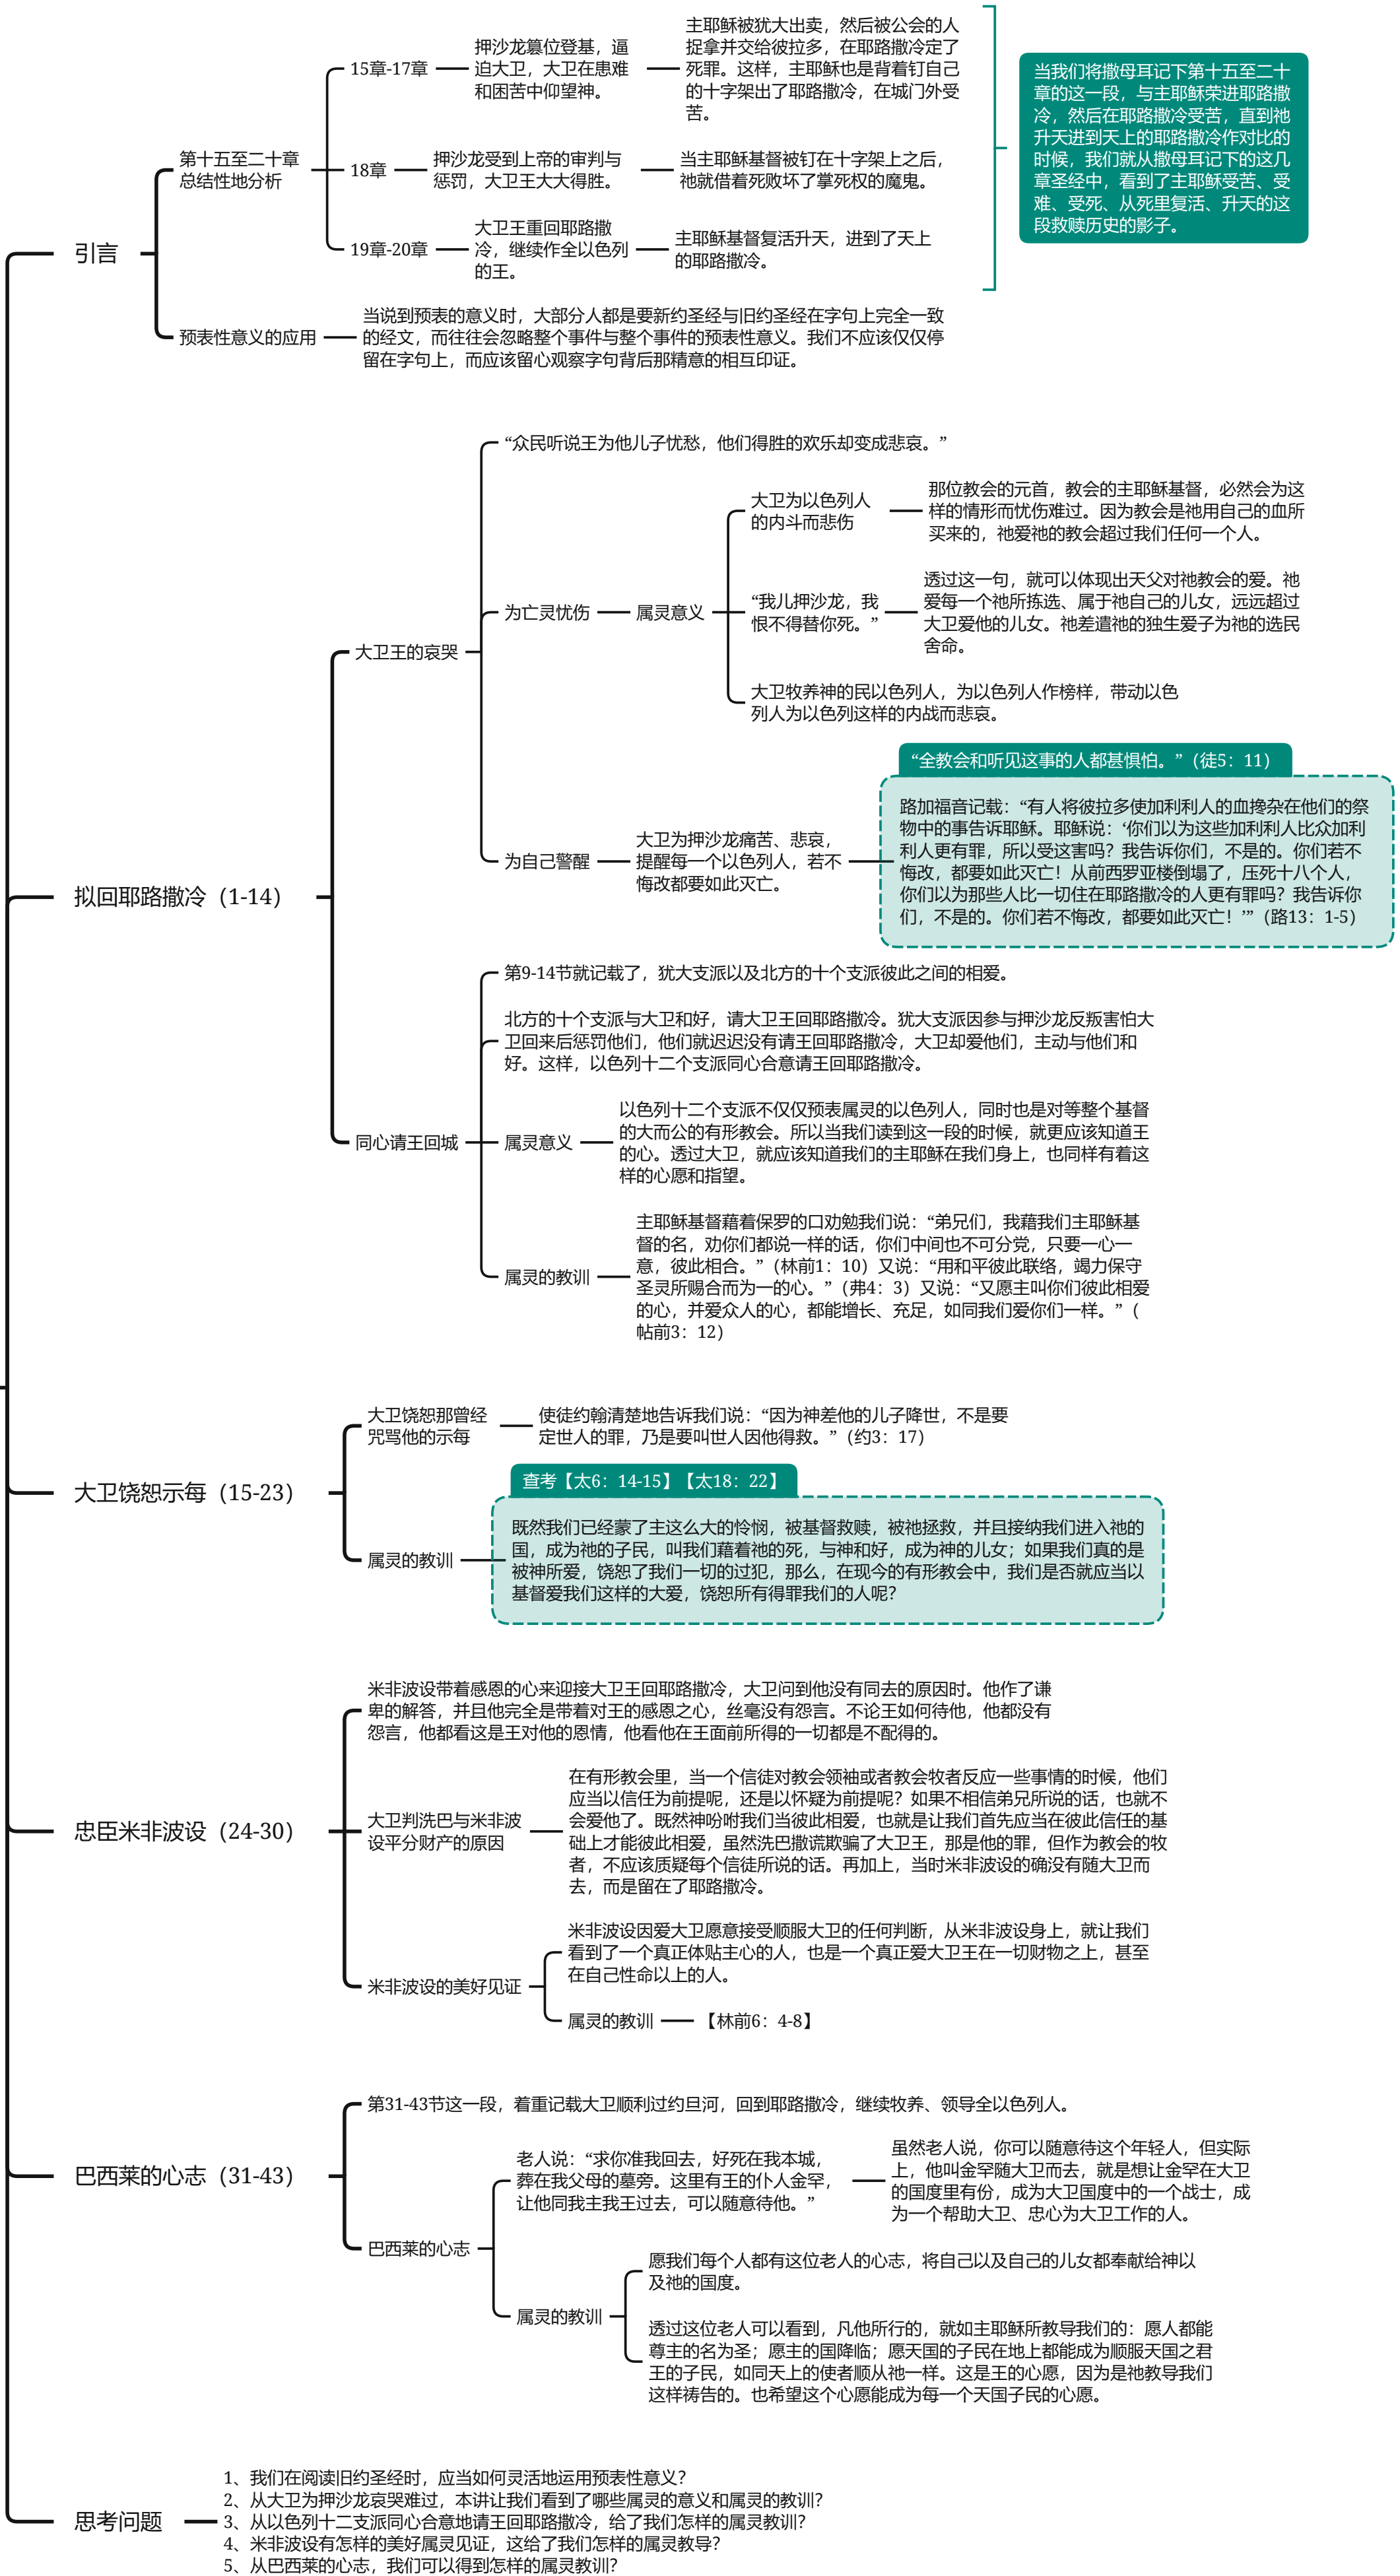 引言
第十五至二十章
总结性地分析
15章-17章
押沙龙篡位登基，逼
迫大卫，大卫在患难
和困苦中仰望神。
主耶稣被犹大出卖，然后被公会的人
捉拿并交给彼拉多，在耶路撒冷定了
死罪。这样，主耶稣也是背着钉自己
的十字架出了耶路撒冷，在城门外受
苦。
18章
押沙龙受到上帝的审判与
惩罚，大卫王大大得胜。
当主耶稣基督被钉在十字架上之后，
祂就借着死败坏了掌死权的魔鬼。
19章-20章
大卫王重回耶路撒
冷，继续作全以色列
的王。
主耶稣基督复活升天，进到了天上
的耶路撒冷。
当我们将撒母耳记下第十五至二十
章的这一段，与主耶稣荣进耶路撒
冷，然后在耶路撒冷受苦，直到祂
升天进到天上的耶路撒冷作对比的
时候，我们就从撒母耳记下的这几
章圣经中，看到了主耶稣受苦、受
难、受死、从死里复活、升天的这
段救赎历史的影子。
预表性意义的应用
当说到预表的意义时，大部分人都是要新约圣经与旧约圣经在字句上完全一致
的经文，而往往会忽略整个事件与整个事件的预表性意义。我们不应该仅仅停
留在字句上，而应该留心观察字句背后那精意的相互印证。
拟回耶路撒冷（1-14）
大卫王的哀哭
“众民听说王为他儿子忧愁，他们得胜的欢乐却变成悲哀。”
为亡灵忧伤
属灵意义
大卫为以色列人
的内斗而悲伤
那位教会的元首，教会的主耶稣基督，必然会为这
样的情形而忧伤难过。因为教会是祂用自己的血所
买来的，祂爱祂的教会超过我们任何一个人。
“我儿押沙龙，我
恨不得替你死。”
透过这一句，就可以体现出天父对祂教会的爱。祂
爱每一个祂所拣选、属于祂自己的儿女，远远超过
大卫爱他的儿女。祂差遣祂的独生爱子为祂的选民
舍命。
大卫牧养神的民以色列人，为以色列人作榜样，带动以色
列人为以色列这样的内战而悲哀。
为自己警醒
大卫为押沙龙痛苦、悲哀，
提醒每一个以色列人，若不
悔改都要如此灭亡。
“全教会和听见这事的人都甚惧怕。”（徒5：11）
路加福音记载：“有人将彼拉多使加利利人的血搀杂在他们的祭
物中的事告诉耶稣。耶稣说：‘你们以为这些加利利人比众加利
利人更有罪，所以受这害吗？我告诉你们，不是的。你们若不
悔改，都要如此灭亡！从前西罗亚楼倒塌了，压死十八个人，
你们以为那些人比一切住在耶路撒冷的人更有罪吗？我告诉你
们，不是的。你们若不悔改，都要如此灭亡！’”（路13：1-5）
同心请王回城
第9-14节就记载了，犹大支派以及北方的十个支派彼此之间的相爱。
北方的十个支派与大卫和好，请大卫王回耶路撒冷。犹大支派因参与押沙龙反叛害怕大
卫回来后惩罚他们，他们就迟迟没有请王回耶路撒冷，大卫却爱他们，主动与他们和
好。这样，以色列十二个支派同心合意请王回耶路撒冷。
属灵意义
以色列十二个支派不仅仅预表属灵的以色列人，同时也是对等整个基督
的大而公的有形教会。所以当我们读到这一段的时候，就更应该知道王
的心。透过大卫，就应该知道我们的主耶稣在我们身上，也同样有着这
样的心愿和指望。
属灵的教训
主耶稣基督藉着保罗的口劝勉我们说：“弟兄们，我藉我们主耶稣基
督的名，劝你们都说一样的话，你们中间也不可分党，只要一心一
意，彼此相合。”（林前1：10）又说：“用和平彼此联络，竭力保守
圣灵所赐合而为一的心。”（弗4：3）又说：“又愿主叫你们彼此相爱
的心，并爱众人的心，都能增长、充足，如同我们爱你们一样。”（
帖前3：12）
大卫饶恕示每（15-23）
大卫饶恕那曾经
咒骂他的示每
使徒约翰清楚地告诉我们说：“因为神差他的儿子降世，不是要
定世人的罪，乃是要叫世人因他得救。”（约3：17）
属灵的教训
查考【太6：14-15】【太18：22】
既然我们已经蒙了主这么大的怜悯，被基督救赎，被祂拯救，并且接纳我们进入祂的
国，成为祂的子民，叫我们藉着祂的死，与神和好，成为神的儿女；如果我们真的是
被神所爱，饶恕了我们一切的过犯，那么，在现今的有形教会中，我们是否就应当以
基督爱我们这样的大爱，饶恕所有得罪我们的人呢？
忠臣米非波设（24-30）
米非波设带着感恩的心来迎接大卫王回耶路撒冷，大卫问到他没有同去的原因时。他作了谦
卑的解答，并且他完全是带着对王的感恩之心，丝毫没有怨言。不论王如何待他，他都没有
怨言，他都看这是王对他的恩情，他看他在王面前所得的一切都是不配得的。
大卫判洗巴与米非波
设平分财产的原因
在有形教会里，当一个信徒对教会领袖或者教会牧者反应一些事情的时候，他们
应当以信任为前提呢，还是以怀疑为前提呢？如果不相信弟兄所说的话，也就不
会爱他了。既然神吩咐我们当彼此相爱，也就是让我们首先应当在彼此信任的基
础上才能彼此相爱，虽然洗巴撒谎欺骗了大卫王，那是他的罪，但作为教会的牧
者，不应该质疑每个信徒所说的话。再加上，当时米非波设的确没有随大卫而
去，而是留在了耶路撒冷。
米非波设的美好见证
米非波设因爱大卫愿意接受顺服大卫的任何判断，从米非波设身上，就让我们
看到了一个真正体贴主心的人，也是一个真正爱大卫王在一切财物之上，甚至
在自己性命以上的人。
属灵的教训
【林前6：4-8】
巴西莱的心志（31-43）
第31-43节这一段，着重记载大卫顺利过约旦河，回到耶路撒冷，继续牧养、领导全以色列人。
巴西莱的心志
老人说：“求你准我回去，好死在我本城，
葬在我父母的墓旁。这里有王的仆人金罕，
让他同我主我王过去，可以随意待他。”
虽然老人说，你可以随意待这个年轻人，但实际
上，他叫金罕随大卫而去，就是想让金罕在大卫
的国度里有份，成为大卫国度中的一个战士，成
为一个帮助大卫、忠心为大卫工作的人。
属灵的教训
愿我们每个人都有这位老人的心志，将自己以及自己的儿女都奉献给神以
及祂的国度。
透过这位老人可以看到，凡他所行的，就如主耶稣所教导我们的：愿人都能
尊主的名为圣；愿主的国降临；愿天国的子民在地上都能成为顺服天国之君
王的子民，如同天上的使者顺从祂一样。这是王的心愿，因为是祂教导我们
这样祷告的。也希望这个心愿能成为每一个天国子民的心愿。
思考问题
1、我们在阅读旧约圣经时，应当如何灵活地运用预表性意义？
2、从大卫为押沙龙哀哭难过，本讲让我们看到了哪些属灵的意义和属灵的教训？
3、从以色列十二支派同心合意地请王回耶路撒冷，给了我们怎样的属灵教训？
4、米非波设有怎样的美好属灵见证，这给了我们怎样的属灵教导？
5、从巴西莱的心志，我们可以得到怎样的属灵教训？